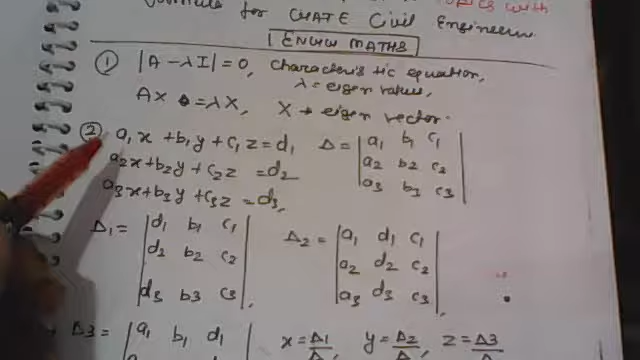 TOPICS with
formula for GATE Civil Engineering
ENGG MATHS
① |A - λI| = 0, characteristic equation,
λ = eigen values,
AX = λX, X → eigen vector.
② a₁x + b₁y + c₁z = d₁ Δ = | a₁ b₁ c₁ |
a₂x + b₂y + c₂z = d₂ | a₂ b₂ c₂ |
a₃x + b₃y + c₃z = d₃, | a₃ b₃ c₃ |
Δ₁ = | d₁ b₁ c₁ | Δ₂ = | a₁ d₁ c₁ |
| d₂ b₂ c₂ | | a₂ d₂ c₂ |
| d₃ b₃ c₃ |, | a₃ d₃ c₃ |,
Δ₃ = | a₁ b₁ d₁ | x = Δ₁/Δ y = Δ₂/Δ z = Δ₃/Δ